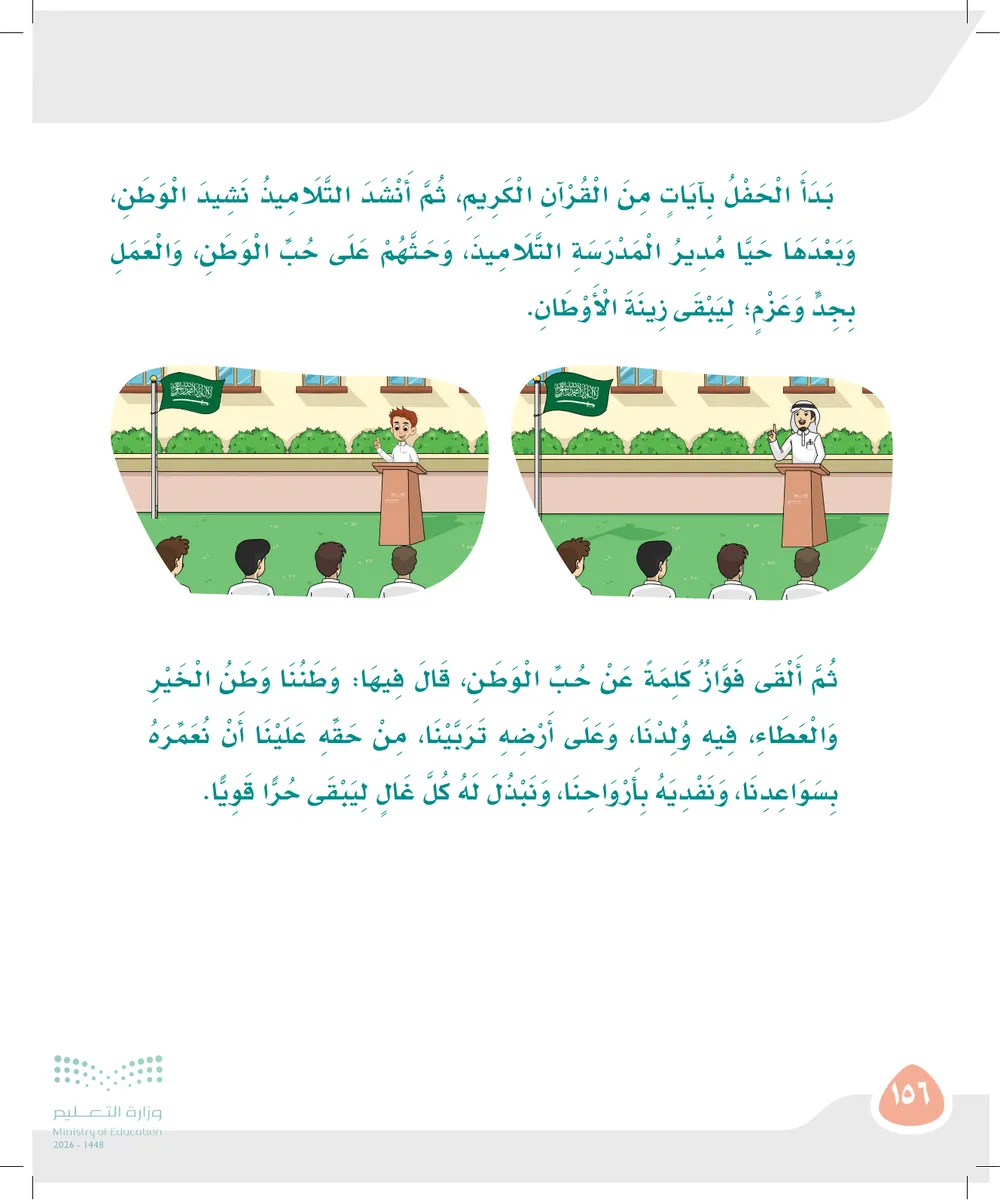 بَدَأَ الْحَفْلُ بِآيَاتٍ مِنَ الْقُرْآنِ الْكَرِيمِ، ثُمَّ أَنْشَدَ التَّلَامِيذُ نَشِيدَ الْوَطَنِ،
وَبَعْدَهَا حَيَّا مُدِيرُ الْمَدْرَسَةِ التَّلَامِيذَ، وَحَثَّهُمْ عَلَى حُبِّ الْوَطَنِ، وَالْعَمَلِ
بِجِدٍّ وَعَزْمٍ؛ لِيَبْقَى زِينَةَ الْأَوْطَانِ.
ثُمَّ أَلْقَى فَوَّازٌ كَلِمَةً عَنْ حُبِّ الْوَطَنِ، قَالَ فِيهَا: وَطَنُنَا وَطَنُ الْخَيْرِ
وَالْعَطَاءِ، فِيهِ وُلِدْنَا، وَعَلَى أَرْضِهِ تَرَبَّيْنَا، مِنْ حَقِّهِ عَلَيْنَا أَنْ نُعَمِّرَهُ
بِسَوَاعِدِنَا، وَنَفْدِيَهُ بِأَرْوَاحِنَا، وَنَبْذُلَ لَهُ كُلَّ غَالٍ لِيَبْقَى حُرًّا قَوِيًّا.
١٥٦
وزارة التعليم
Ministry of Education
2026 - 1448